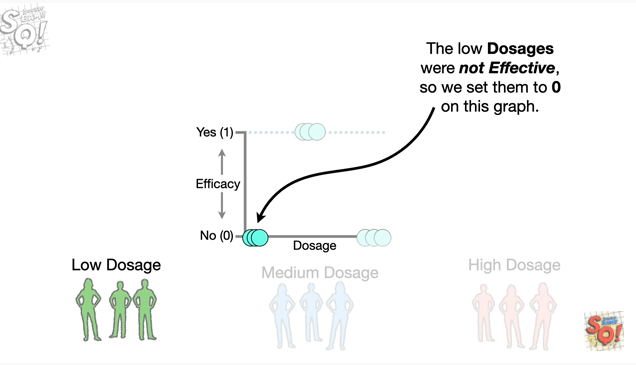 The low Dosages
were not Effective,
so we set them to 0
on this graph.
Yes (1)
Efficacy
No (0)
Dosage
Low Dosage
Medium Dosage
High Dosage
SQ!